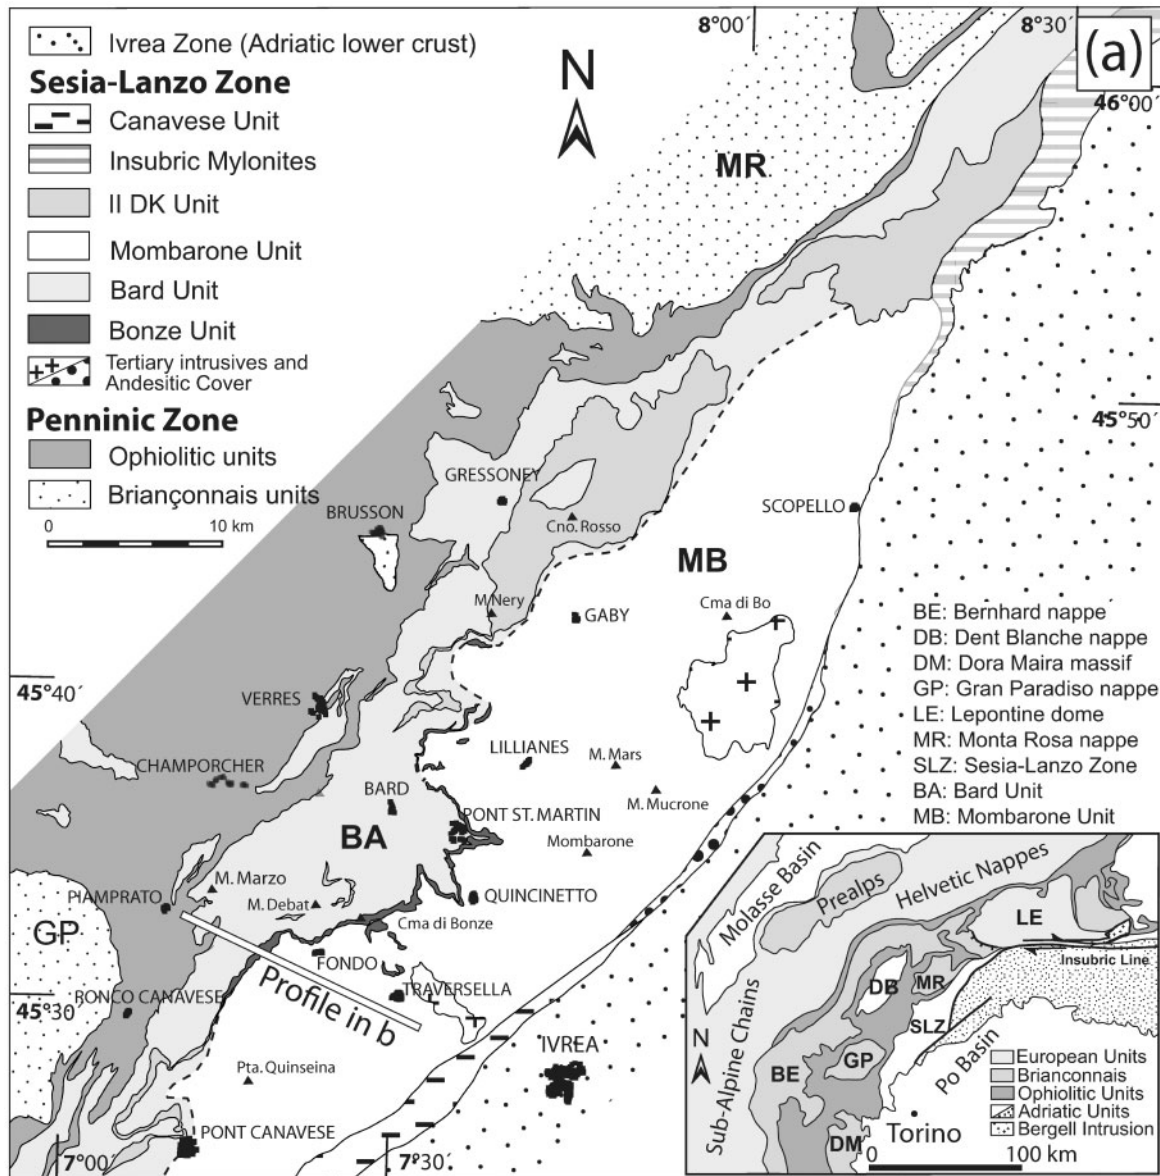 (a)
8°00´
8°30´
46°00´
45°50´
45°40´
45°30´
7°00´
7°30´
N
Ivrea Zone (Adriatic lower crust)
Sesia-Lanzo Zone
Canavese Unit
Insubric Mylonites
II DK Unit
Mombarone Unit
Bard Unit
Bonze Unit
Tertiary intrusives and
Andesitic Cover
Penninic Zone
Ophiolitic units
Briançonnais units
0 10 km
MR
GRESSONEY
BRUSSON
Cno. Rosso
SCOPELLO
MB
M Nery
GABY
Cma di Bo
VERRES
LILLIANES
M. Mars
CHAMPORCHER
BARD
M. Mucrone
PONT ST. MARTIN
BA
Mombarone
M. Marzo
PIAMPRATO
M. Debat
QUINCINETTO
Cma di Bonze
GP
FONDO
Profile in b
TRAVERSELLA
RONCO CANAVESE
IVREA
Pta. Quinseina
PONT CANAVESE
BE: Bernhard nappe
DB: Dent Blanche nappe
DM: Dora Maira massif
GP: Gran Paradiso nappe
LE: Lepontine dome
MR: Monta Rosa nappe
SLZ: Sesia-Lanzo Zone
BA: Bard Unit
MB: Mombarone Unit
Molasse Basin
Prealps
Helvetic Nappes
LE
Insubric Line
DB
MR
SLZ
N
Sub-Alpine Chains
BE
GP
Po Basin
DM
Torino
European Units
Brianconnais
Ophiolitic Units
Adriatic Units
Bergell Intrusion
0 100 km